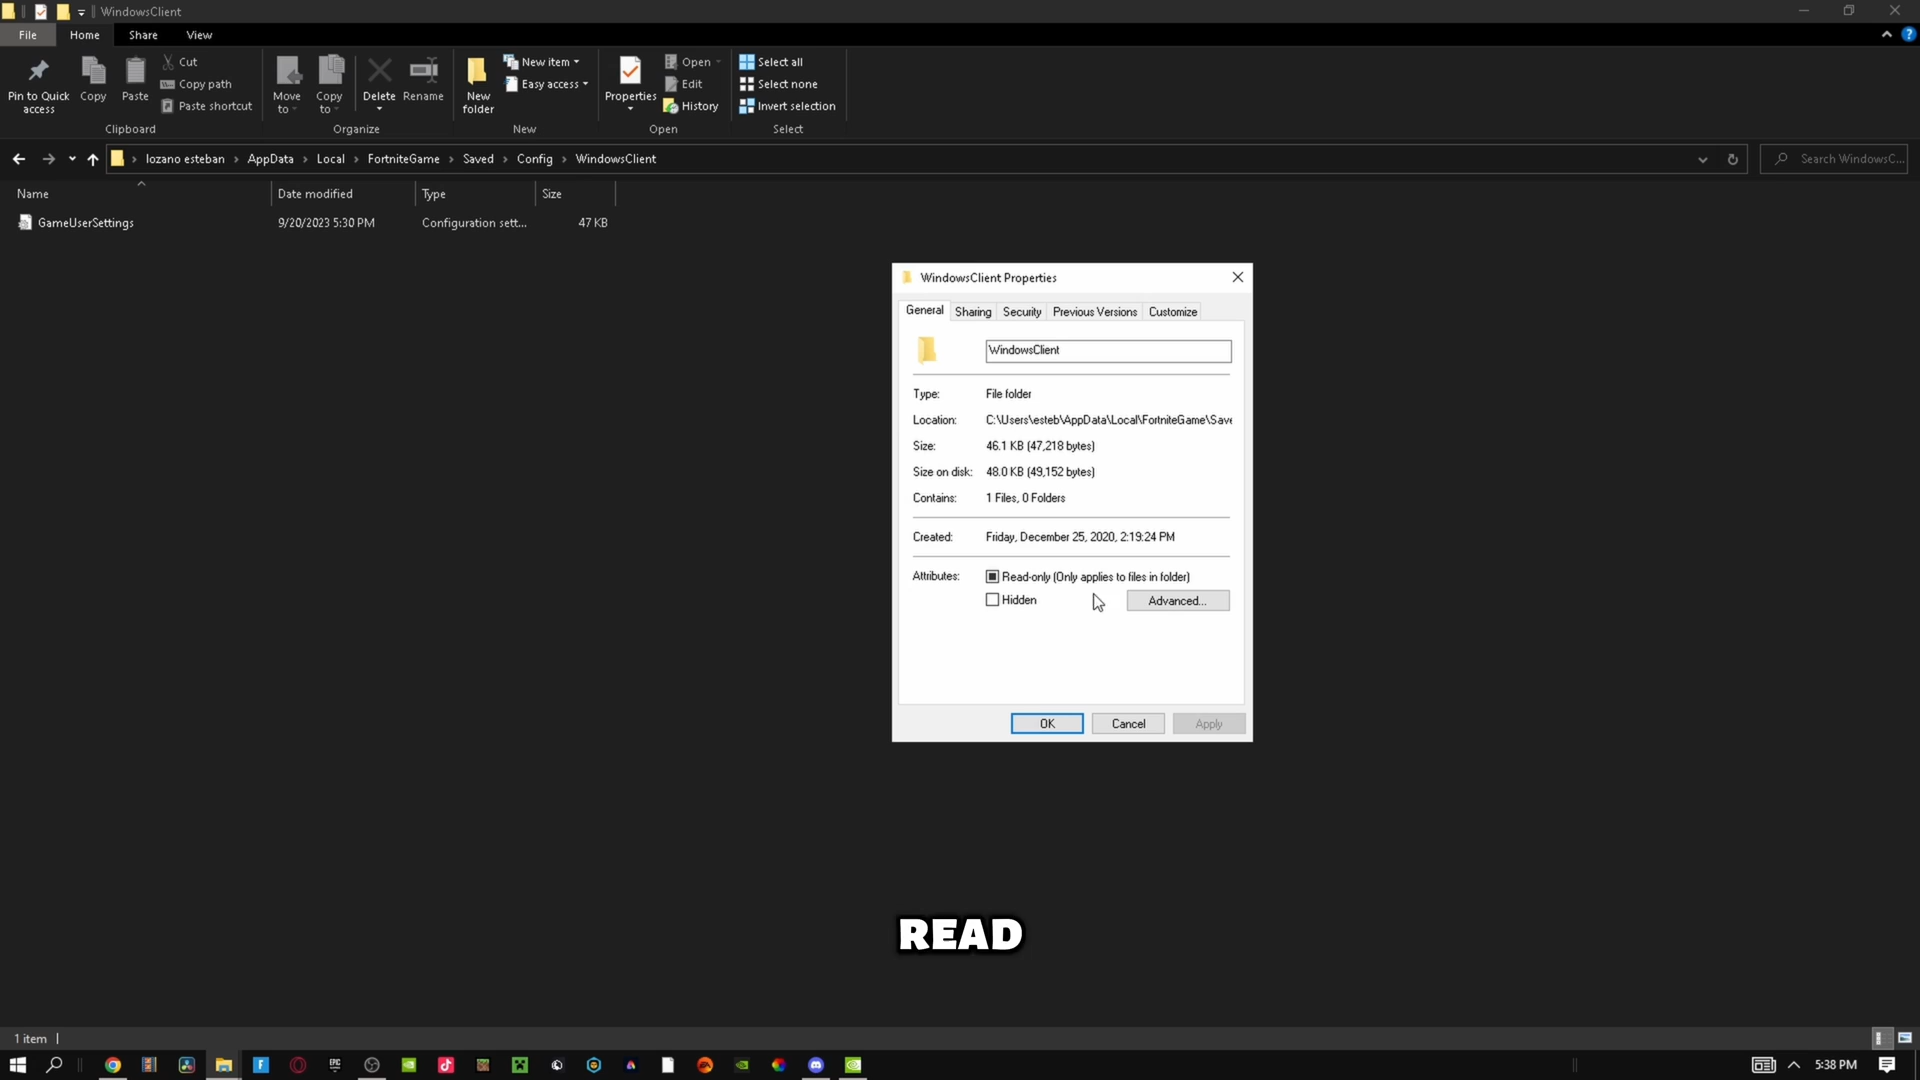 WindowsClient
File Home Share View
Pin to Quick access
Copy
Paste
Cut
Copy path
Paste shortcut
Clipboard
Move to
Copy to
Delete
Rename
Organize
New folder
New item
Easy access
New
Properties
Open
Edit
History
Open
Select all
Select none
Invert selection
Select
lozano esteban > AppData > Local > FortniteGame > Saved > Config > WindowsClient
Search WindowsC...
Name Date modified Type Size
GameUserSettings 9/20/2023 5:30 PM Configuration sett... 47 KB
WindowsClient Properties
General Sharing Security Previous Versions Customize
WindowsClient
Type: File folder
Location: C:\Users\esteb\AppData\Local\FortniteGame\Save
Size: 46.1 KB (47,218 bytes)
Size on disk: 48.0 KB (49,152 bytes)
Contains: 1 Files, 0 Folders
Created: Friday, December 25, 2020, 2:19:24 PM
Attributes: Read-only (Only applies to files in folder)
Hidden Advanced...
OK Cancel Apply
READ
1 item
EPIC
5:38 PM